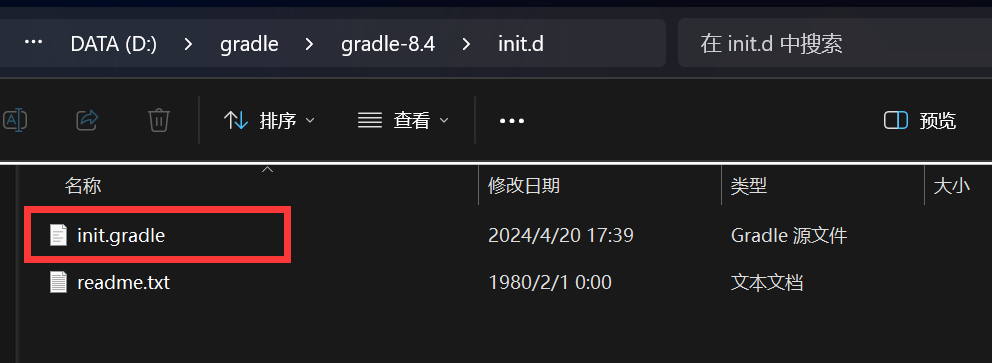 ··· DATA (D:) > gradle > gradle-8.4 > init.d 在 init.d 中搜索
A 排序 查看 ··· 预览
名称 修改日期 类型 大小
init.gradle 2024/4/20 17:39 Gradle 源文件
readme.txt 1980/2/1 0:00 文本文档